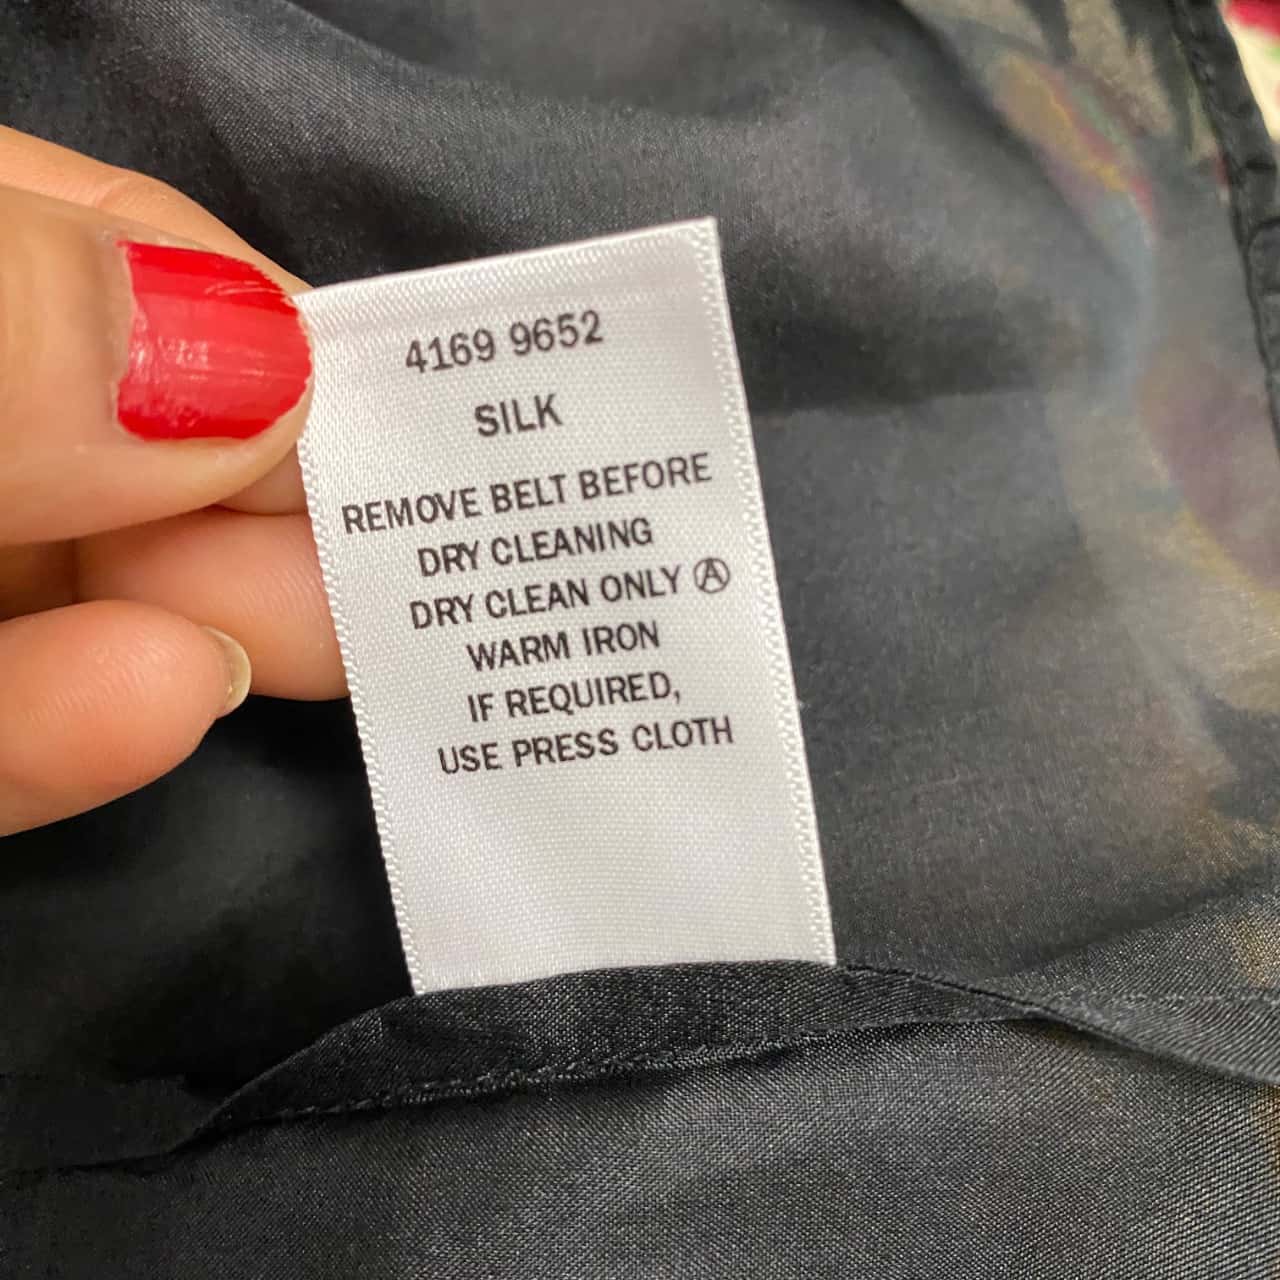 4169 9652
SILK
REMOVE BELT BEFORE
DRY CLEANING
DRY CLEAN ONLY Ⓐ
WARM IRON
IF REQUIRED,
USE PRESS CLOTH